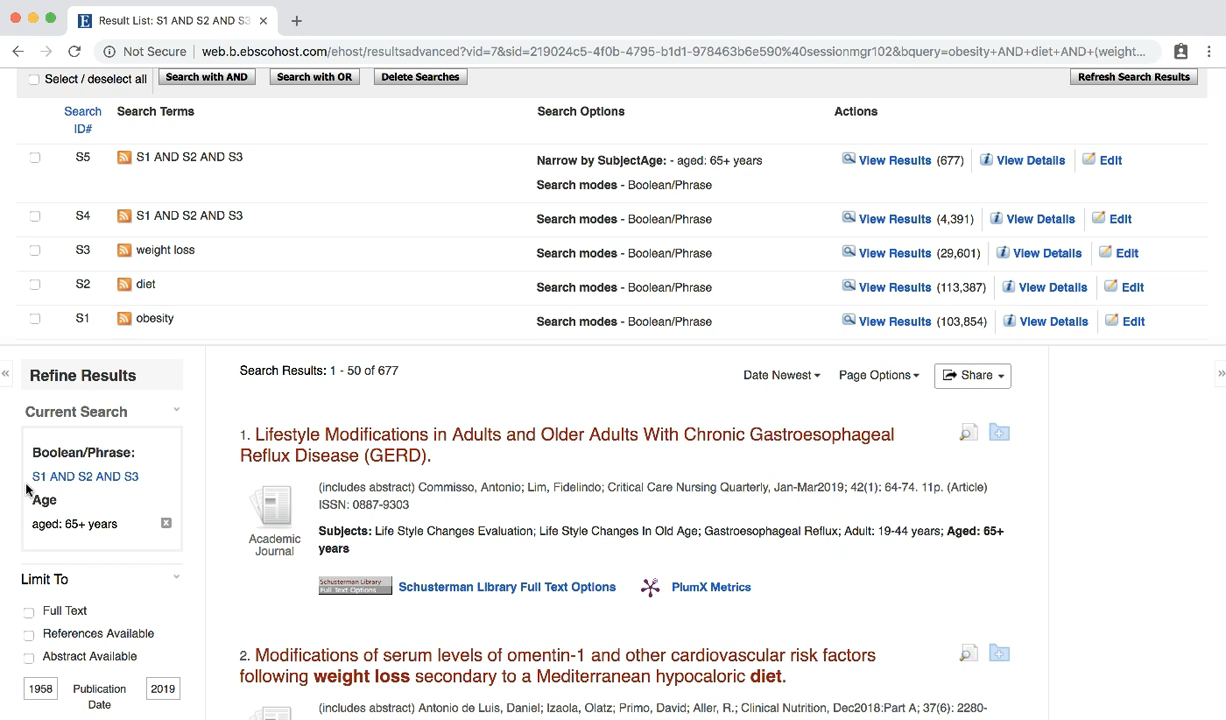 Result List: S1 AND S2 AND S3
Not Secure | web.b.ebscohost.com/ehost/resultsadvanced?vid=7&sid=219024c5-4f0b-4795-b1d1-978463b6e590%40sessionmgr102&bquery=obesity+AND+diet+AND+(weight...
Select / deselect all Search with AND Search with OR Delete Searches Refresh Search Results
Search ID# Search Terms Search Options Actions
S5 S1 AND S2 AND S3 Narrow by SubjectAge: - aged: 65+ years View Results (677) View Details Edit
Search modes - Boolean/Phrase
S4 S1 AND S2 AND S3 Search modes - Boolean/Phrase View Results (4,391) View Details Edit
S3 weight loss Search modes - Boolean/Phrase View Results (29,601) View Details Edit
S2 diet Search modes - Boolean/Phrase View Results (113,387) View Details Edit
S1 obesity Search modes - Boolean/Phrase View Results (103,854) View Details Edit
Refine Results
Current Search
Boolean/Phrase:
S1 AND S2 AND S3
Age
aged: 65+ years
Limit To
Full Text
References Available
Abstract Available
1958 Publication Date 2019
Search Results: 1 - 50 of 677
Date Newest Page Options Share
1. Lifestyle Modifications in Adults and Older Adults With Chronic Gastroesophageal
Reflux Disease (GERD).
(includes abstract) Commisso, Antonio; Lim, Fidelindo; Critical Care Nursing Quarterly, Jan-Mar2019; 42(1): 64-74. 11p. (Article)
ISSN: 0887-9303
Academic
Journal
Subjects: Life Style Changes Evaluation; Life Style Changes In Old Age; Gastroesophageal Reflux; Adult: 19-44 years; Aged: 65+
years
Schusterman Library
Full Text Options
Schusterman Library Full Text Options PlumX Metrics
2. Modifications of serum levels of omentin-1 and other cardiovascular risk factors
following weight loss secondary to a Mediterranean hypocaloric diet.
(includes abstract) Antonio de Luis, Daniel; Izaola, Olatz; Primo, David; Aller, R.; Clinical Nutrition, Dec2018:Part A; 37(6): 2280-